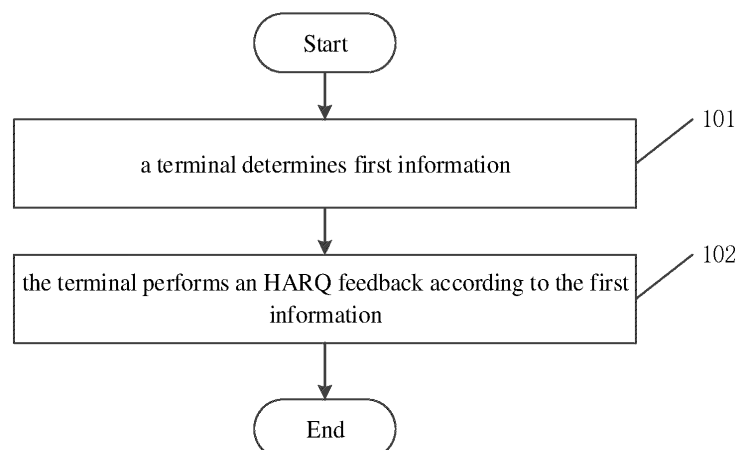 Start
a terminal determines first information
101
the terminal performs an HARQ feedback according to the first
information
102
End